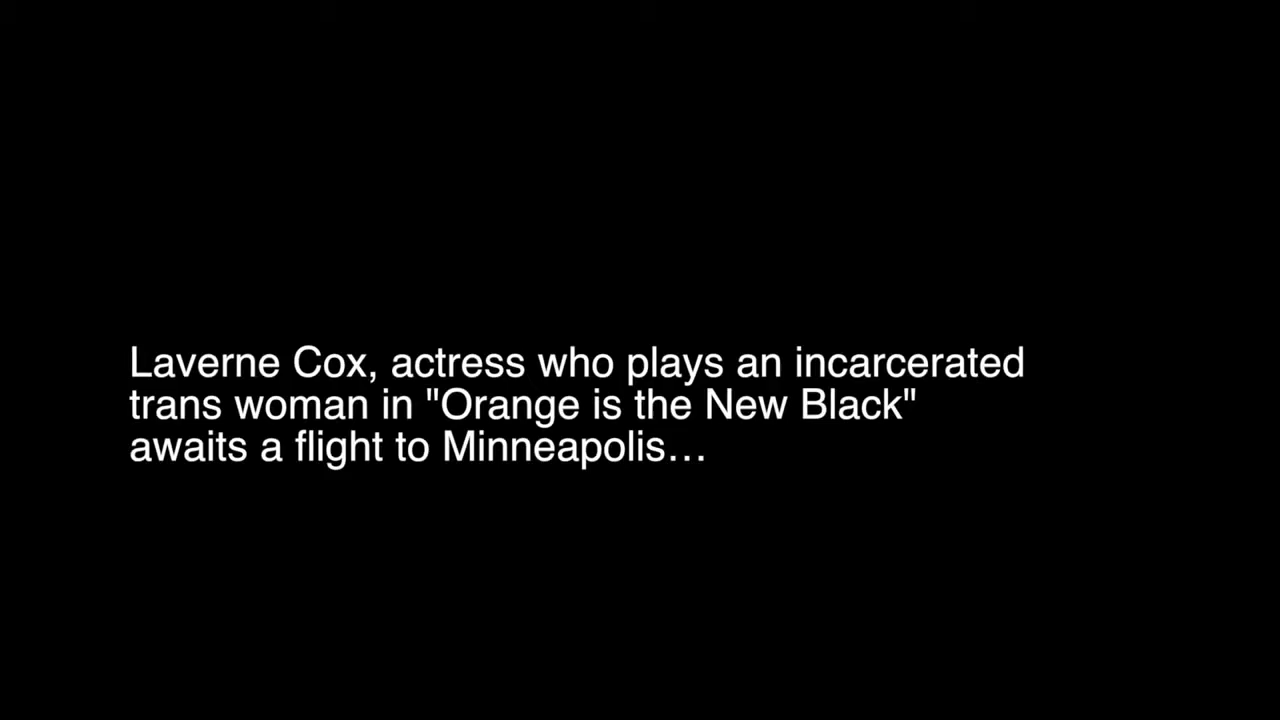 Laverne Cox, actress who plays an incarcerated
trans woman in "Orange is the New Black"
awaits a flight to Minneapolis…